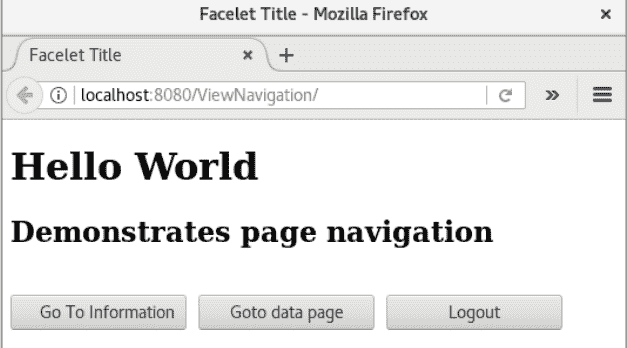 Facelet Title - Mozilla Firefox
Facelet Title
localhost:8080/ViewNavigation/
Hello World
Demonstrates page navigation
Go To Information Goto data page Logout